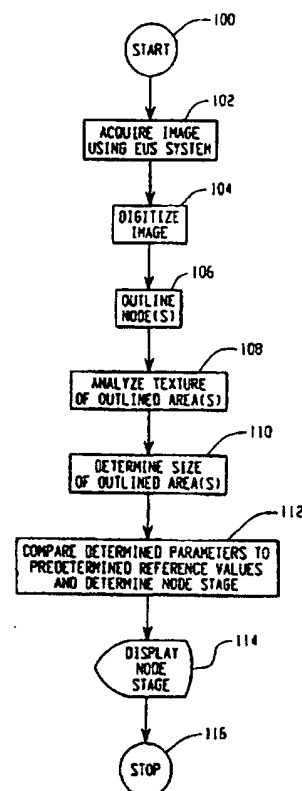 100
START
102
ACQUIRE IMAGE
USING EUS SYSTEM
104
DIGITIZE
IMAGE
106
OUTLINE
NODE(S)
108
ANALYZE TEXTURE
OF OUTLINED AREA(S)
110
DETERMINE SIZE
OF OUTLINED AREA(S)
112
COMPARE DETERMINED PARAMETERS TO
PREDETERMINED REFERENCE VALUES
AND DETERMINE NODE STAGE
114
DISPLAY
NODE
STAGE
116
STOP